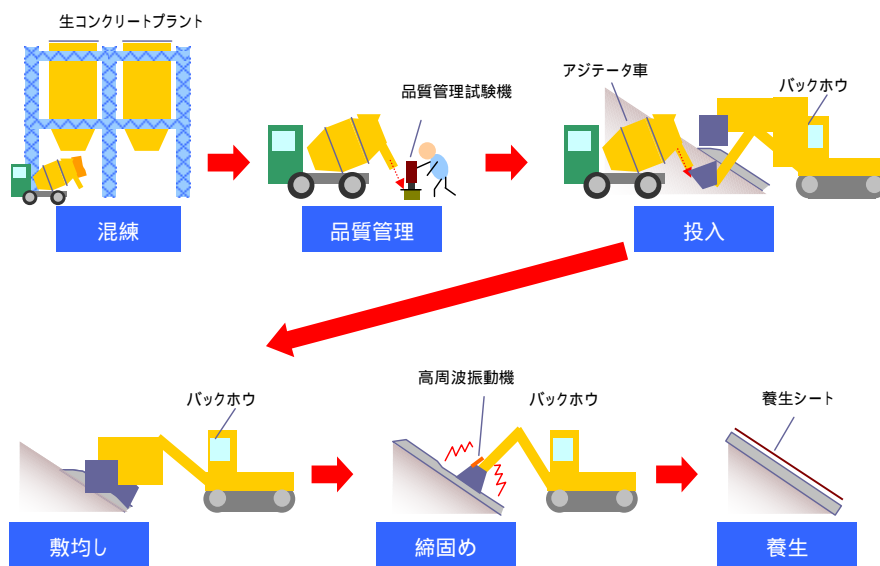 生コンクリートプラント
品質管理試験機
アジテータ車
バックホウ
混練
品質管理
投入
バックホウ
高周波振動機
バックホウ
養生シート
敷均し
締固め
養生